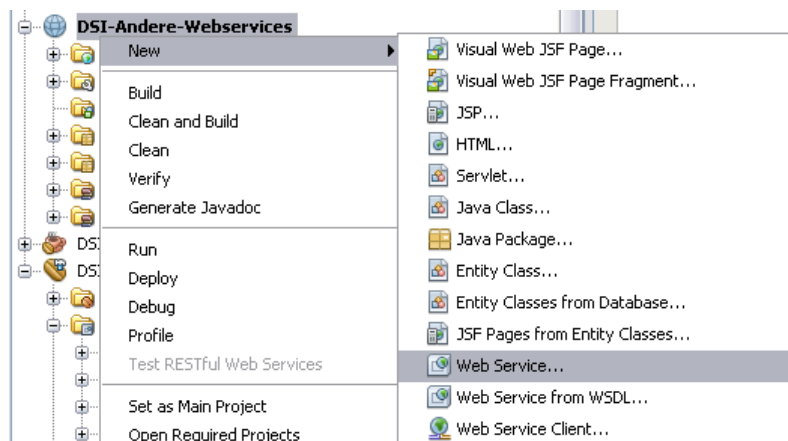 DSI-Andere-Webservices
New
Build
Clean and Build
Clean
Verify
Generate Javadoc
Run
Deploy
Debug
Profile
Test RESTful Web Services
Set as Main Project
Open Required Projects
Visual Web JSF Page...
Visual Web JSF Page Fragment...
JSP...
HTML...
Servlet...
Java Class...
Java Package...
Entity Class...
Entity Classes from Database...
JSF Pages from Entity Classes...
Web Service...
Web Service from WSDL...
Web Service Client...